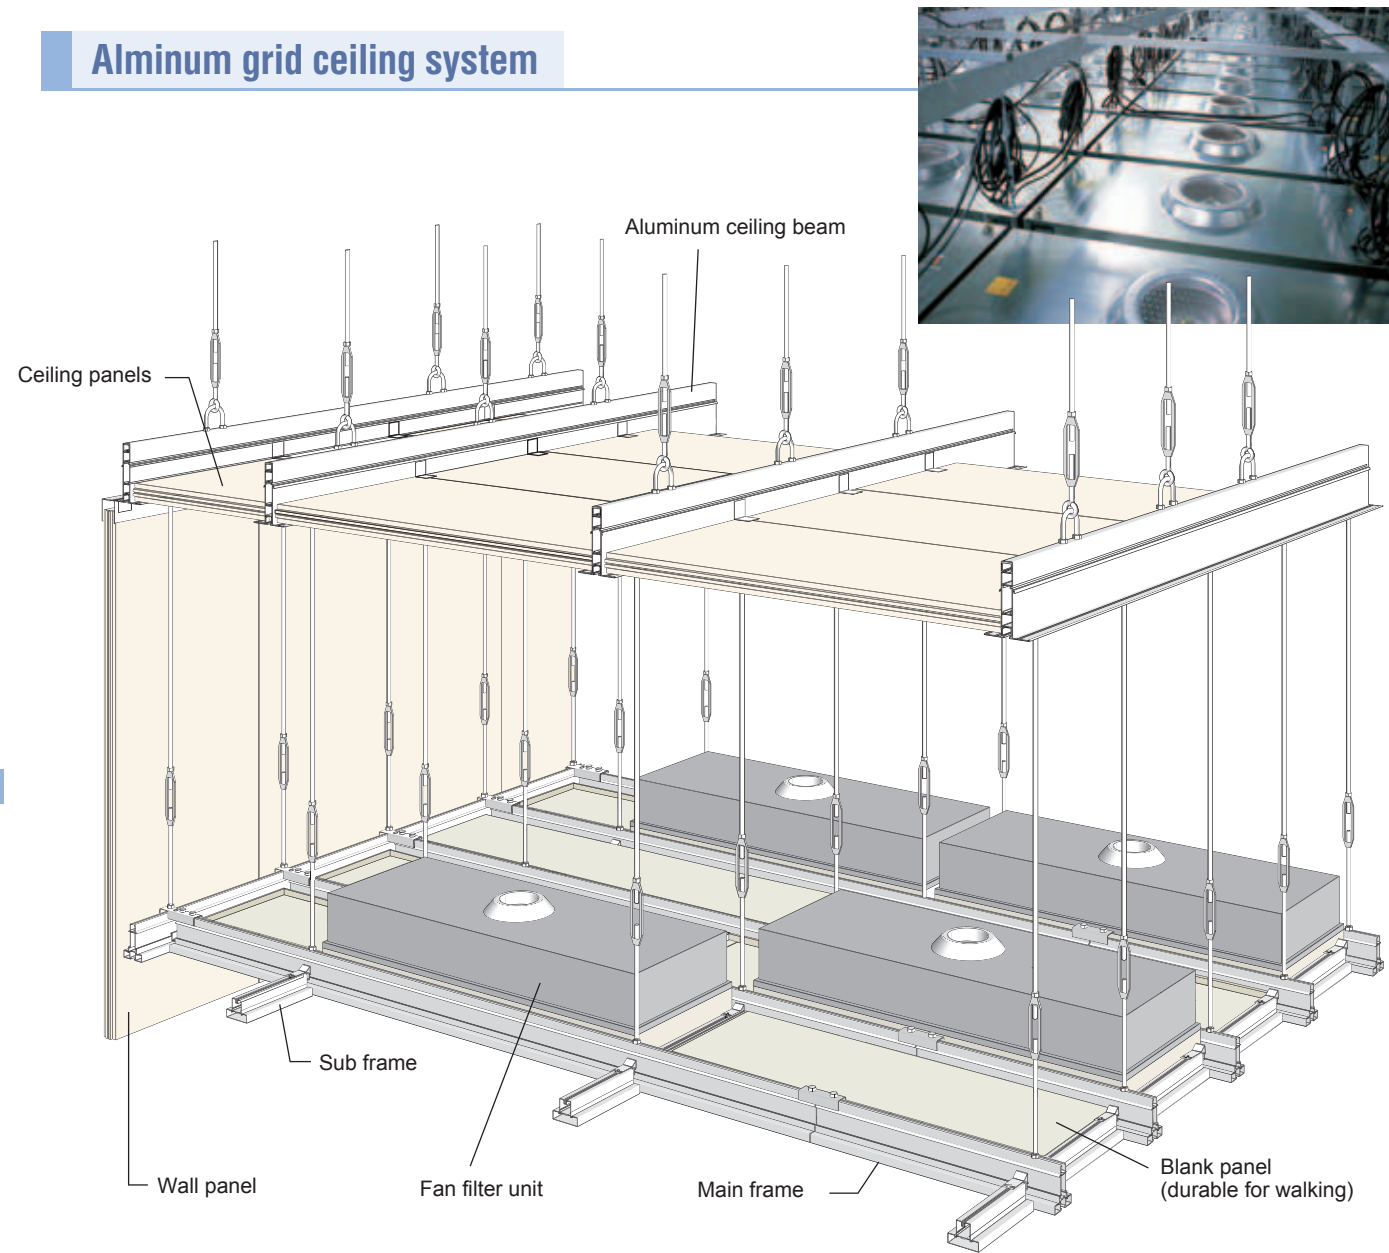 Alminum grid ceiling system
Aluminum ceiling beam
Ceiling panels
Sub frame
Wall panel
Fan filter unit
Main frame
Blank panel
(durable for walking)